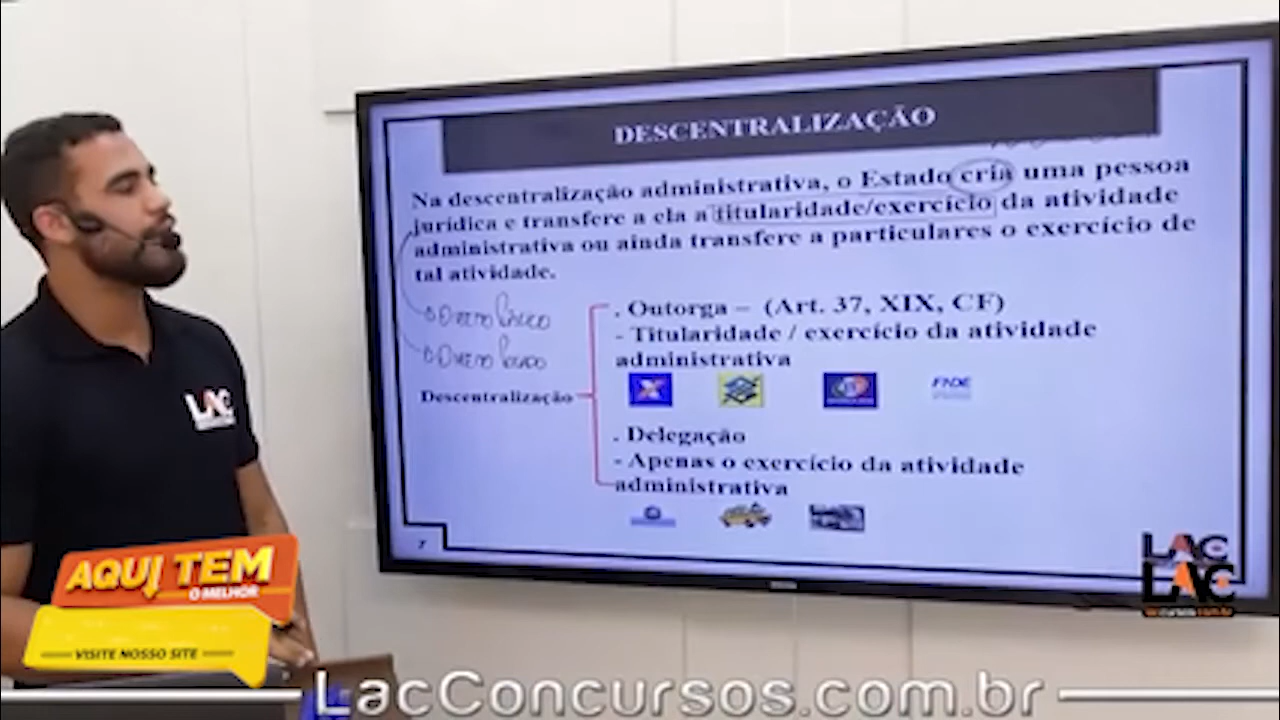 DESCENTRALIZAÇÃO
Na descentralização administrativa, o Estado cria uma pessoa
jurídica e transfere a ela a titularidade/exercício da atividade
administrativa ou ainda transfere a particulares o exercício de
tal atividade.
. Outorga – (Art. 37, XIX, CF)
- Titularidade / exercício da atividade
administrativa
Descentralização
FNDE
. Delegação
- Apenas o exercício da atividade
administrativa
7
LAC
LAC
LAC
AQUI TEM
O MELHOR
VISITE NOSSO SITE
LacConcursos.com.br